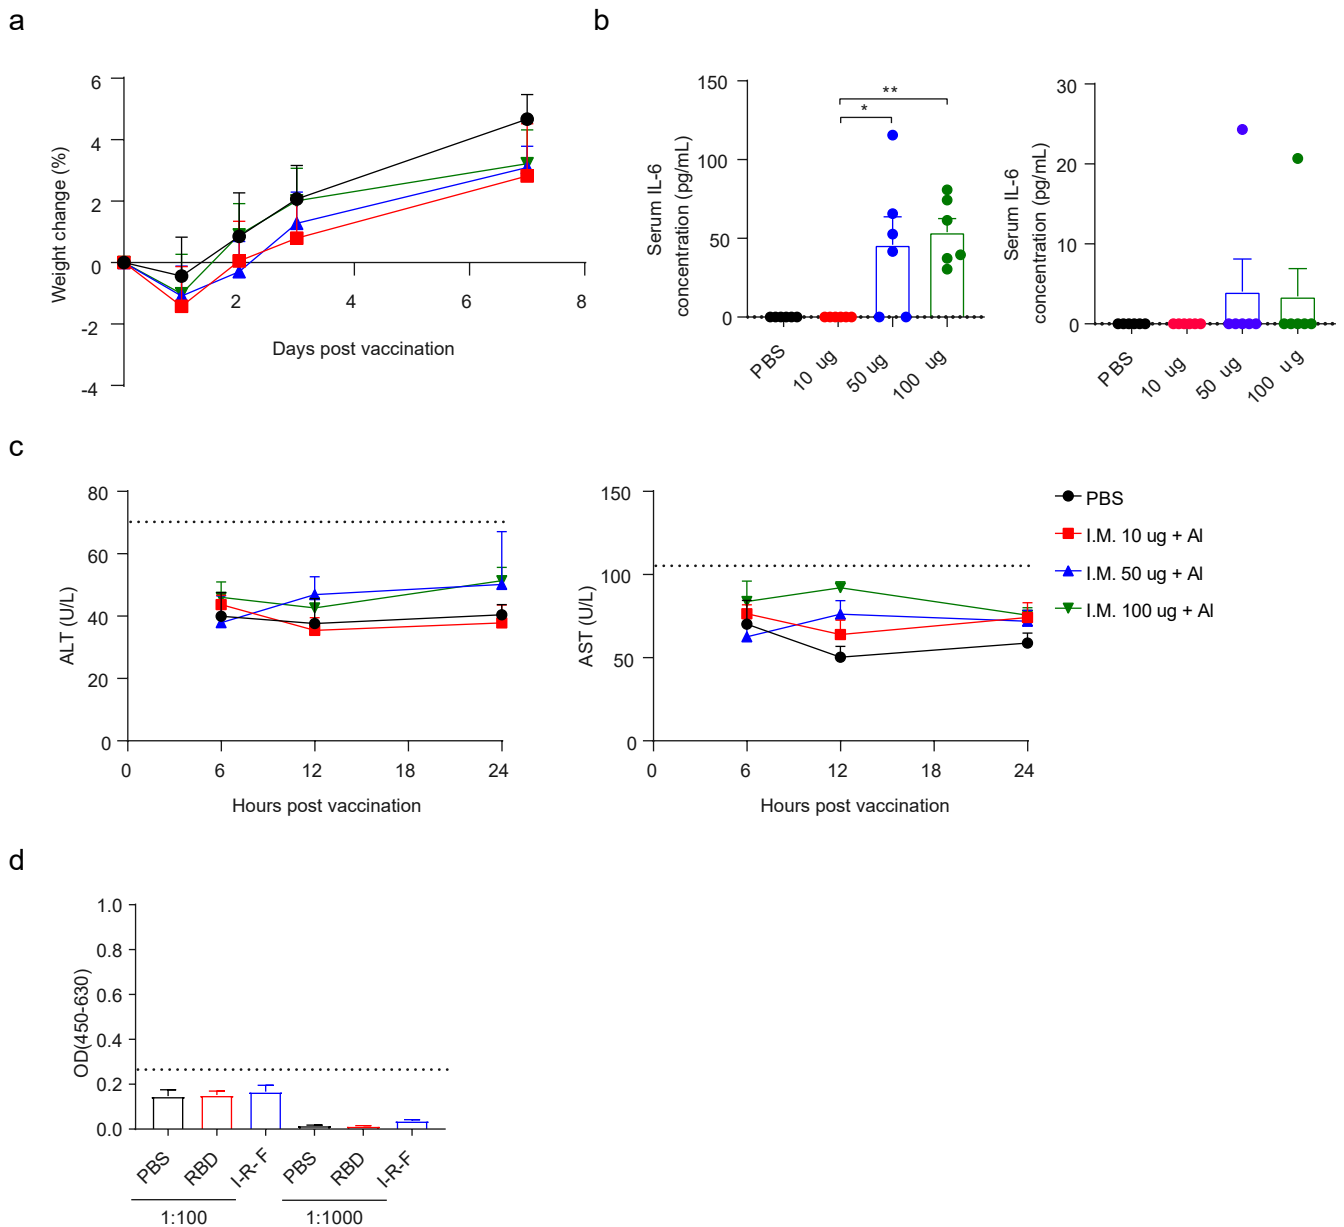 a
6
4
2
0
-2
-4
2
4
6
8
Weight change (%)
Days post vaccination
b
150
100
50
0
Serum IL-6
concentration (pg/mL)
*
**
PBS
10 ug
50 ug
100 ug
30
20
10
0
Serum IL-6
concentration (pg/mL)
PBS
10 ug
50 ug
100 ug
c
80
60
40
20
0
ALT (U/L)
0
6
12
18
24
Hours post vaccination
150
100
50
0
AST (U/L)
0
6
12
18
24
Hours post vaccination
PBS
I.M. 10 ug + Al
I.M. 50 ug + Al
I.M. 100 ug + Al
d
1.0
0.8
0.6
0.4
0.2
0.0
OD(450-630)
PBS
RBD
I-R-F
PBS
RBD
I-R-F
1:100
1:1000